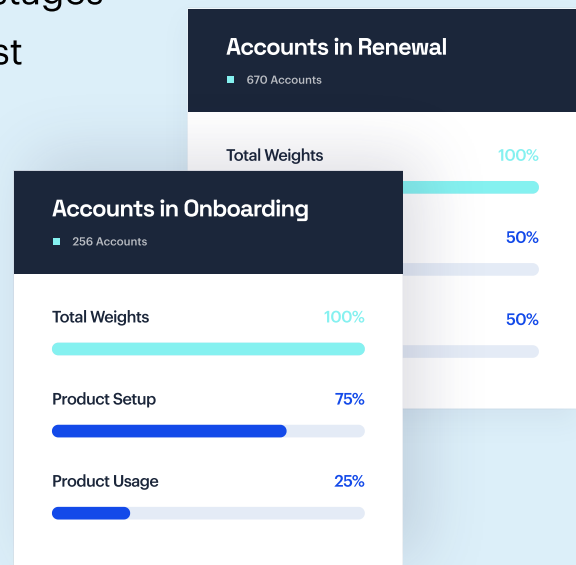 st
Accounts in Renewal
670 Accounts
Total Weights 100%
50%
50%
Accounts in Onboarding
256 Accounts
Total Weights 100%
Product Setup 75%
Product Usage 25%